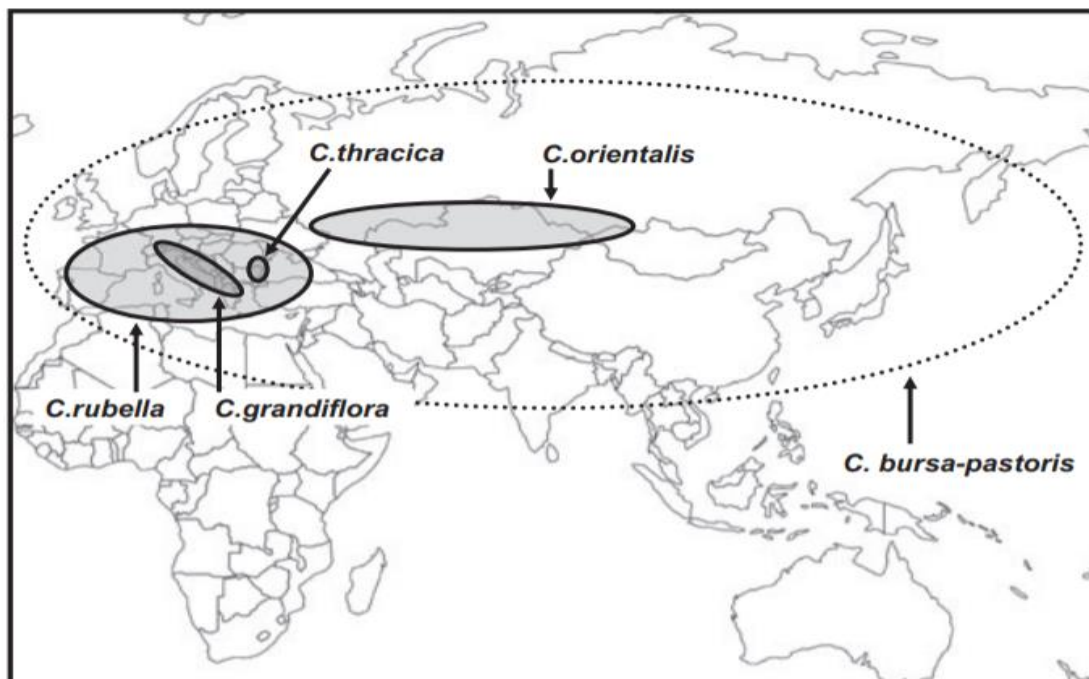 C.thracica
C.orientalis
C.rubella
C.grandiflora
C. bursa-pastoris